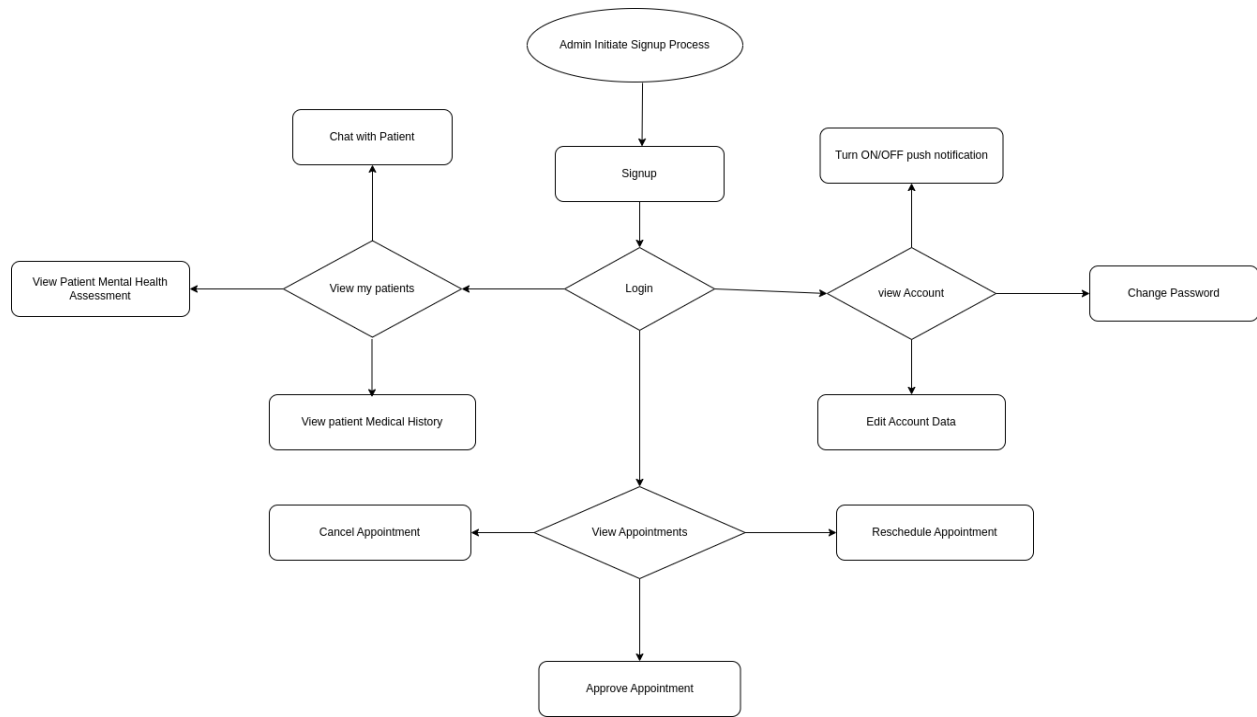 Admin Initiate Signup Process
Chat with Patient
Turn ON/OFF push notification
Signup
View Patient Mental Health
Assessment
View my patients
Login
view Account
Change Password
View patient Medical History
Edit Account Data
Cancel Appointment
View Appointments
Reschedule Appointment
Approve Appointment